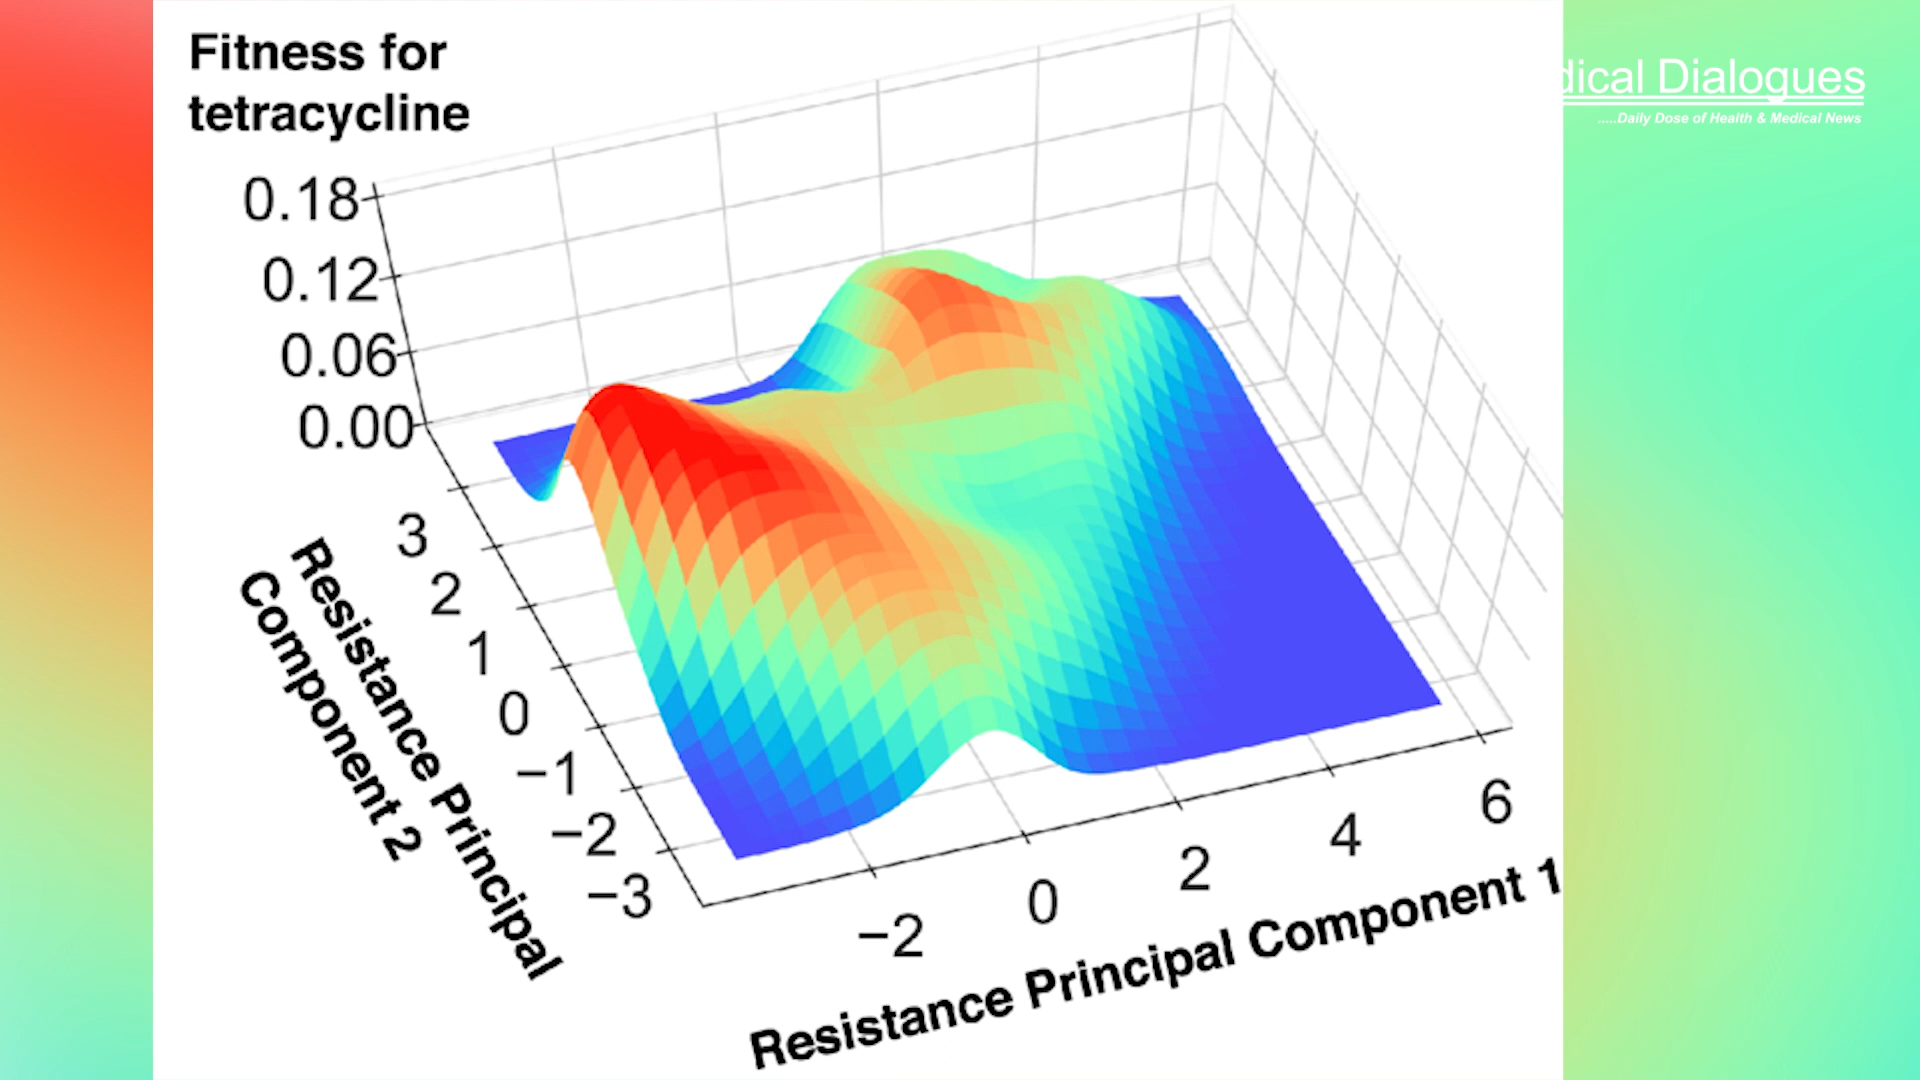 Fitness for
tetracycline
dical Dialogues
.....Daily Dose of Health & Medical News
0.18
0.12
0.06
0.00
3
2
1
0
−1
−2
−3
Resistance Principal
Component 2
−2
0
2
4
6
Resistance Principal Component 1